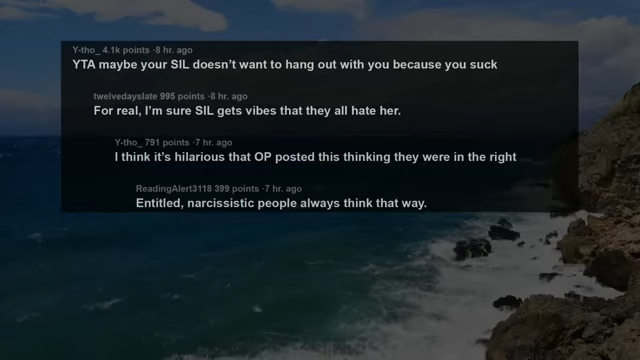 Y-tho_ 4.1k points ·8 hr. ago
YTA maybe your SIL doesn’t want to hang out with you because you suck
twelvedayslate 995 points ·8 hr. ago
For real, I’m sure SIL gets vibes that they all hate her.
Y-tho_ 791 points ·7 hr. ago
I think it’s hilarious that OP posted this thinking they were in the right
ReadingAlert3118 399 points ·7 hr. ago
Entitled, narcissistic people always think that way.